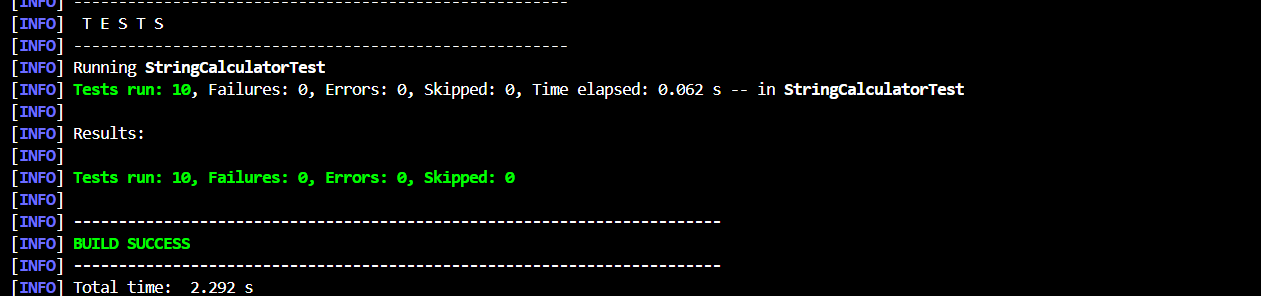 [INFO] -------------------------------------------------------
[INFO]  T E S T S
[INFO] -------------------------------------------------------
[INFO] Running StringCalculatorTest
[INFO] Tests run: 10, Failures: 0, Errors: 0, Skipped: 0, Time elapsed: 0.062 s -- in StringCalculatorTest
[INFO]
[INFO] Results:
[INFO]
[INFO] Tests run: 10, Failures: 0, Errors: 0, Skipped: 0
[INFO]
[INFO] ------------------------------------------------------------------------
[INFO] BUILD SUCCESS
[INFO] ------------------------------------------------------------------------
[INFO] Total time:  2.292 s